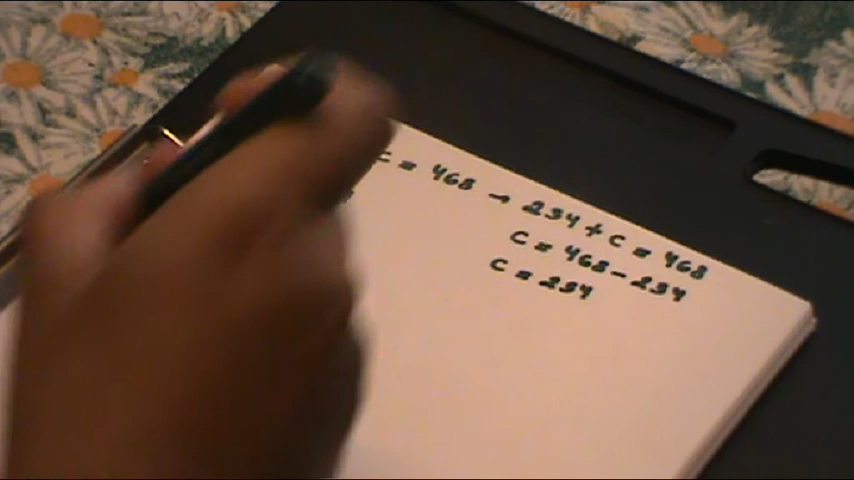 C = 468 → 234 + C = 468
C = 468 - 234
C = 234